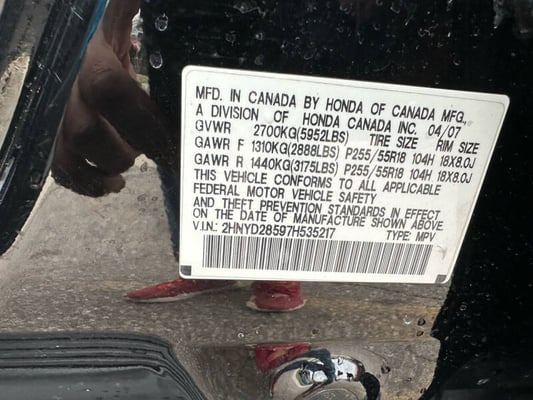 MFD. IN CANADA BY HONDA OF CANADA MFG.,
A DIVISION OF HONDA CANADA INC. 04/07
GVWR 2700KG(5952LBS) TIRE SIZE RIM SIZE
GAWR F 1310KG(2888LBS) P255/55R18 104H 18X8.0J
GAWR R 1440KG(3175LBS) P255/55R18 104H 18X8.0J
THIS VEHICLE CONFORMS TO ALL APPLICABLE
FEDERAL MOTOR VEHICLE SAFETY
AND THEFT PREVENTION STANDARDS IN EFFECT
ON THE DATE OF MANUFACTURE SHOWN ABOVE
V.I.N: 2HNYD28597H535217 TYPE: MPV